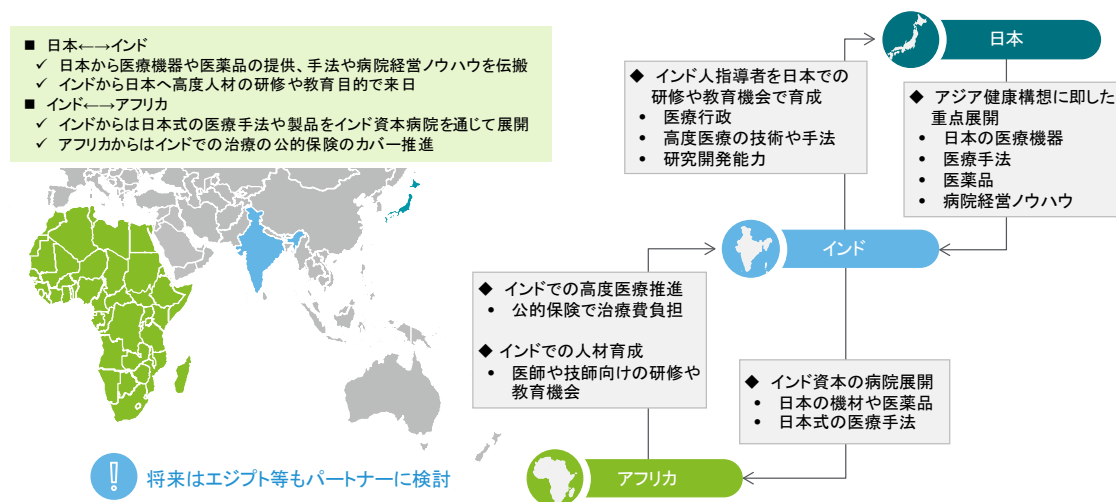 ■ 日本←→インド
✓ 日本から医療機器や医薬品の提供、手法や病院経営ノウハウを伝搬
✓ インドから日本へ高度人材の研修や教育目的で来日
■ インド←→アフリカ
✓ インドからは日本式の医療手法や製品をインド資本病院を通じて展開
✓ アフリカからはインドでの治療の公的保険のカバー推進
日本
◆ インド人指導者を日本での
研修や教育機会で育成
• 医療行政
• 高度医療の技術や手法
• 研究開発能力
◆ アジア健康構想に即した
重点展開
• 日本の医療機器
• 医療手法
• 医薬品
• 病院経営ノウハウ
インド
◆ インドでの高度医療推進
• 公的保険で治療費負担
◆ インドでの人材育成
• 医師や技師向けの研修や
教育機会
◆ インド資本の病院展開
• 日本の機材や医薬品
• 日本式の医療手法
アフリカ
! 将来はエジプト等もパートナーに検討